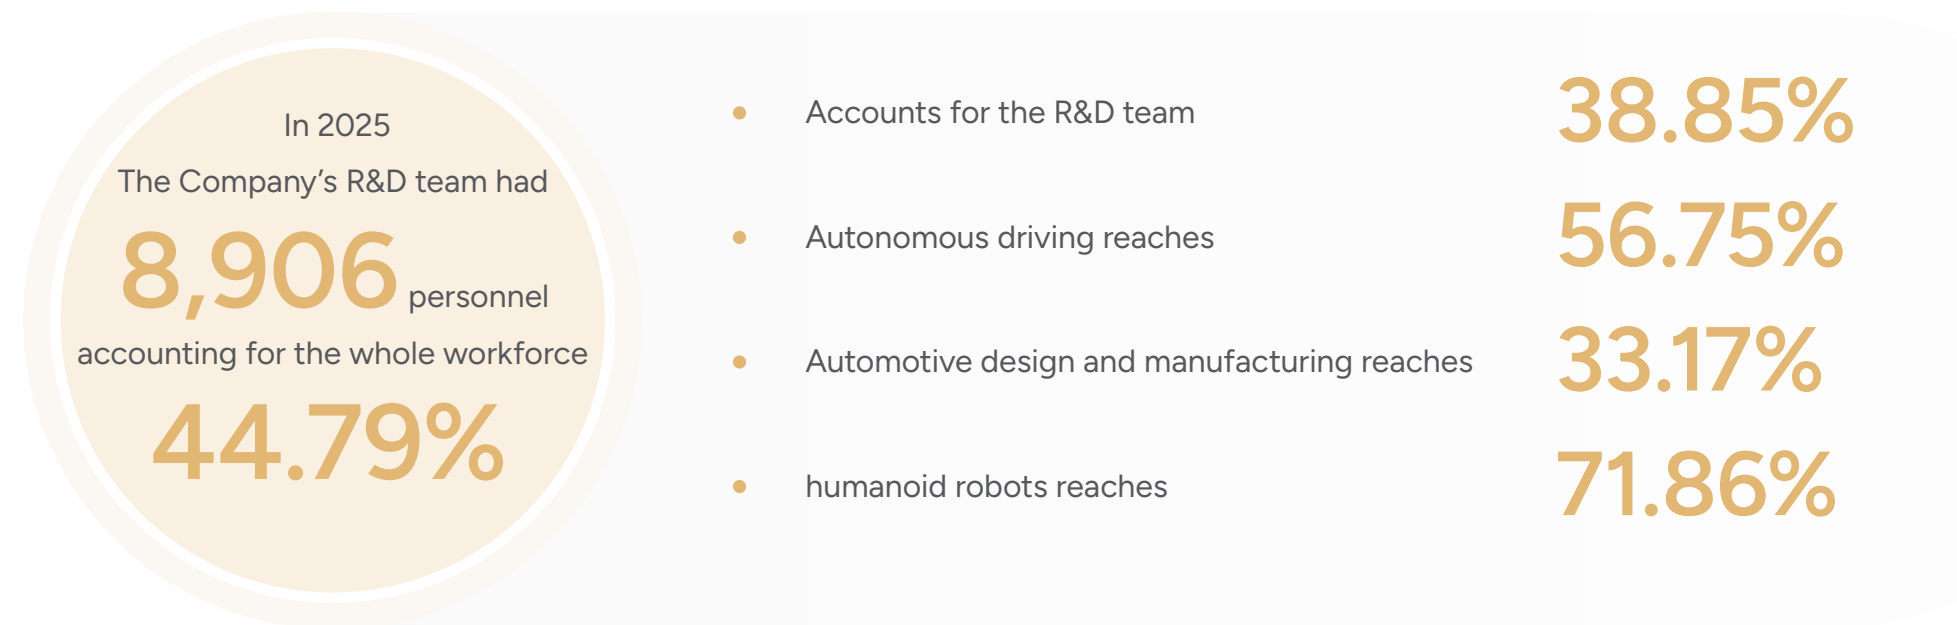 In 2025
The Company’s R&D team had
8,906 personnel
accounting for the whole workforce
44.79%
• Accounts for the R&D team 38.85%
• Autonomous driving reaches 56.75%
• Automotive design and manufacturing reaches 33.17%
• humanoid robots reaches 71.86%